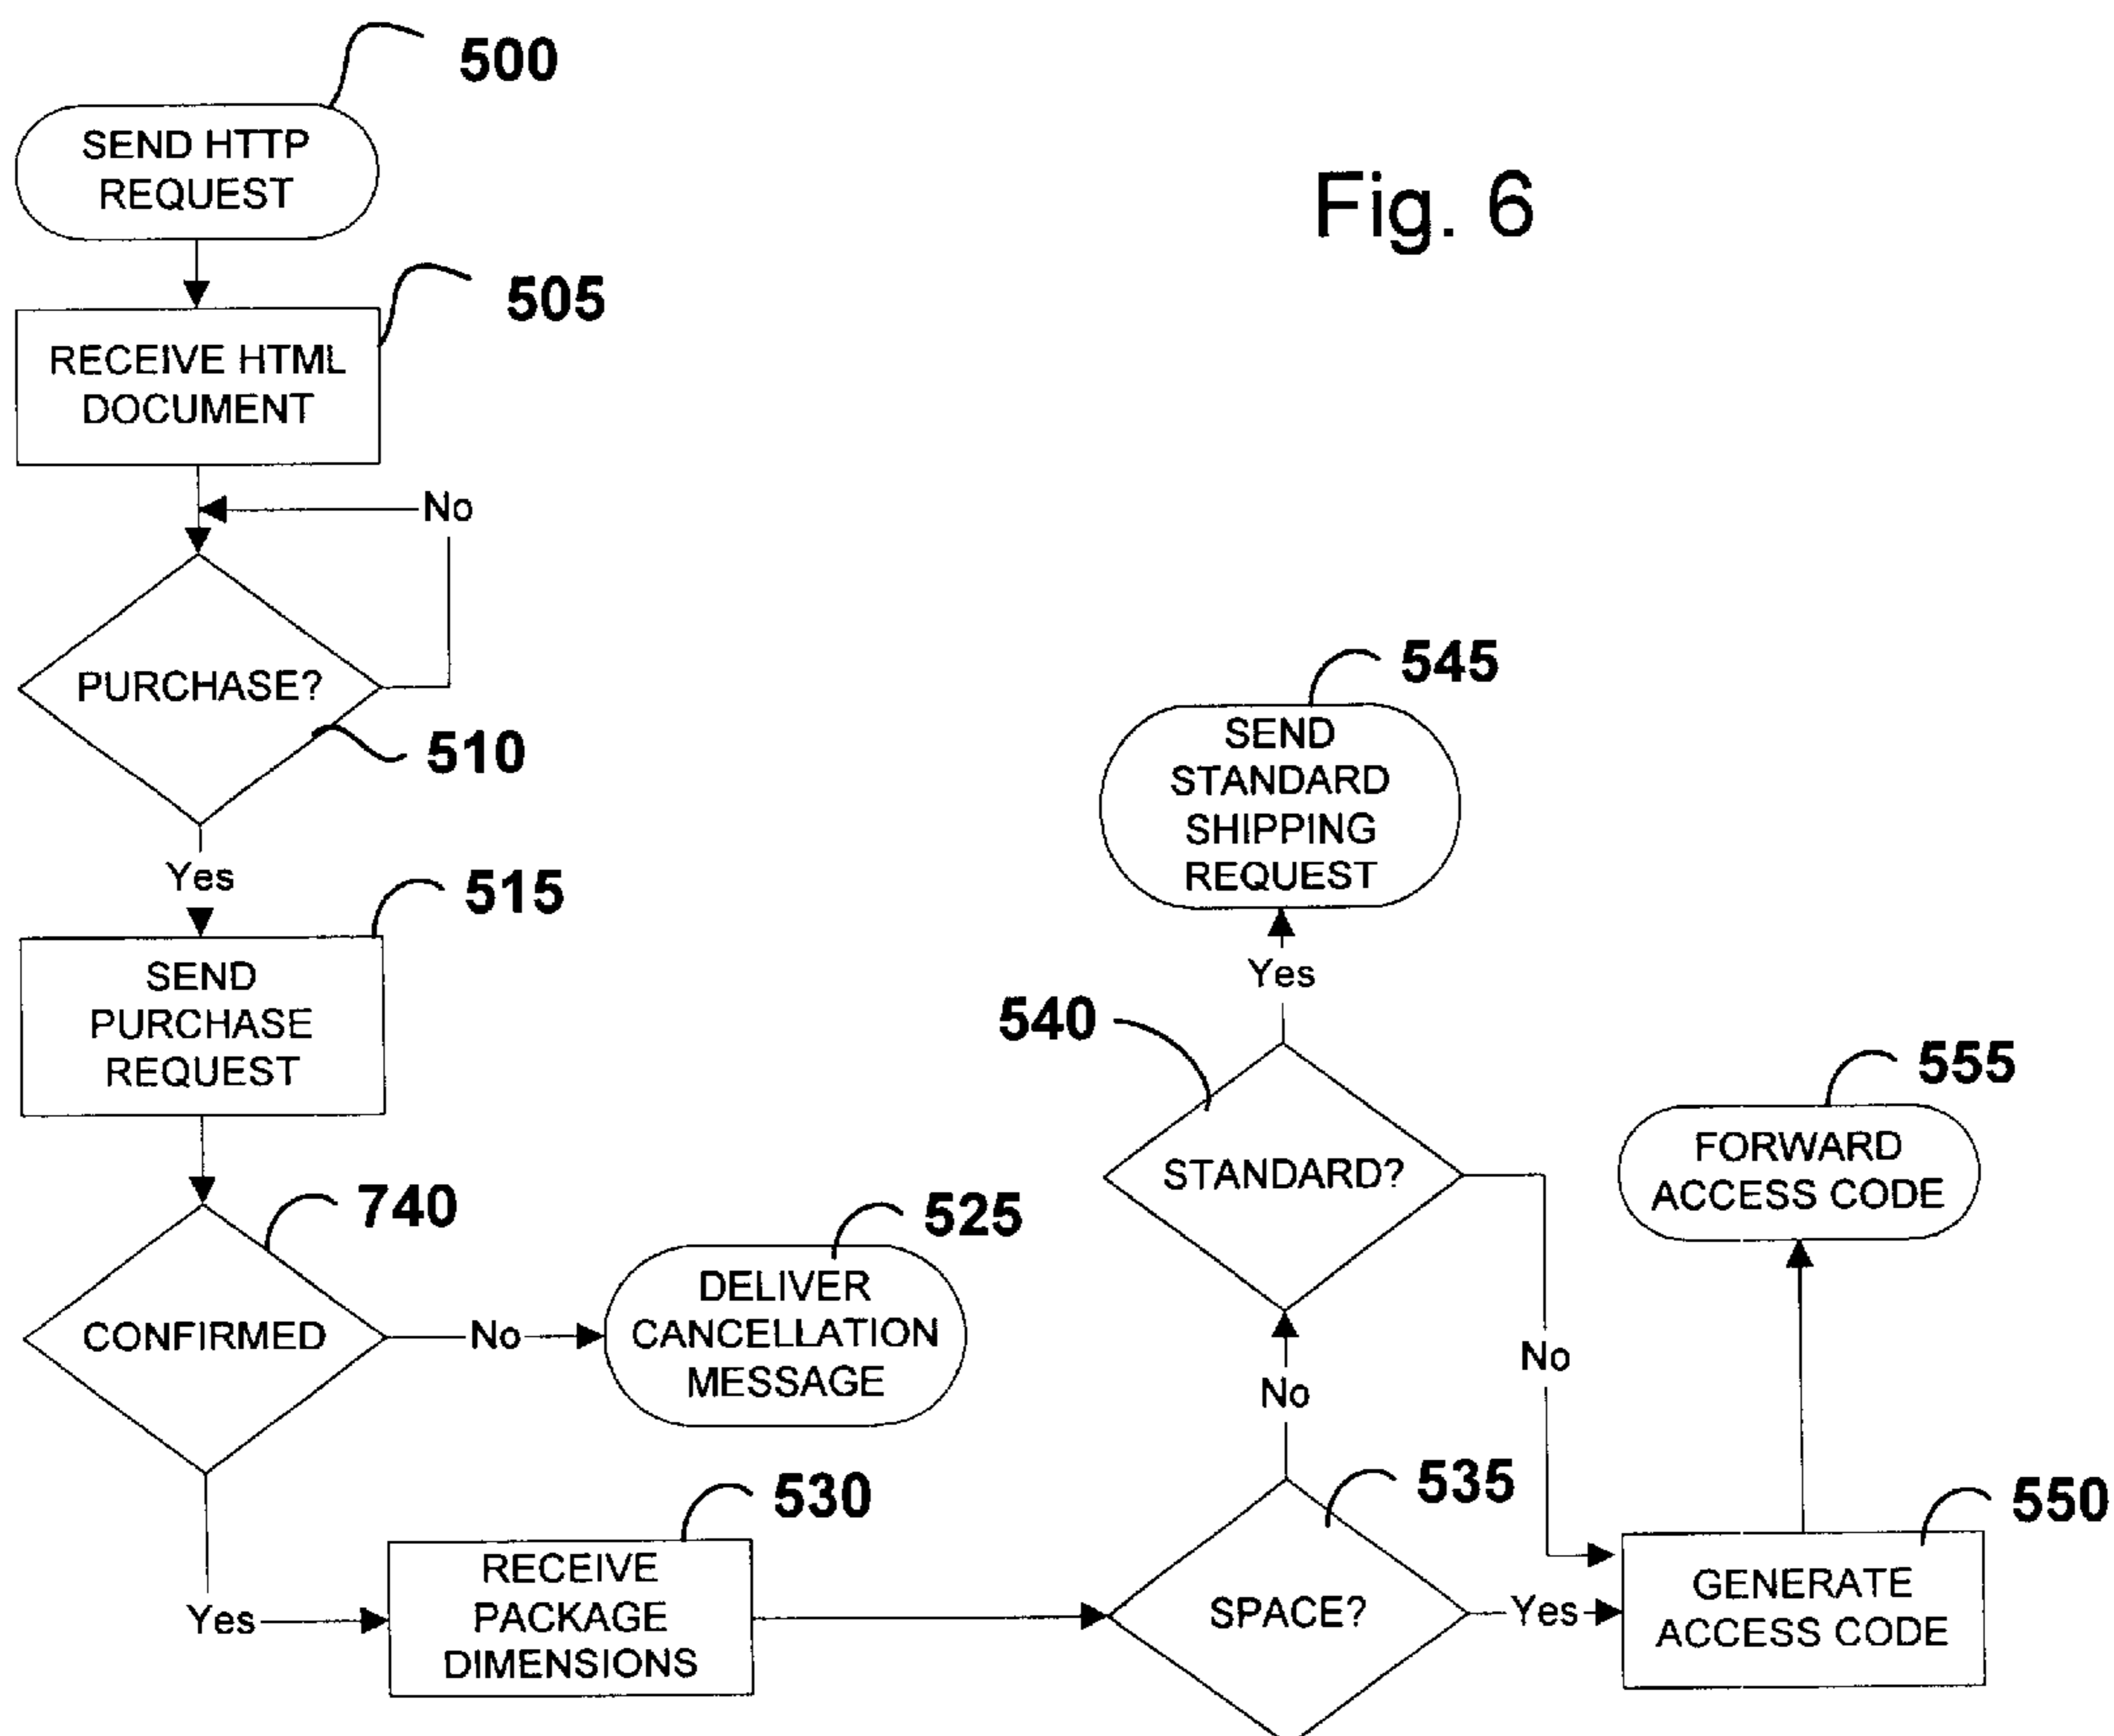 500
SEND HTTP
REQUEST
Fig. 6
505
RECEIVE HTML
DOCUMENT
No
PURCHASE?
510
Yes
515
SEND
PURCHASE
REQUEST
740
CONFIRMED
No
525
DELIVER
CANCELLATION
MESSAGE
Yes
530
RECEIVE
PACKAGE
DIMENSIONS
535
SPACE?
No
540
STANDARD?
Yes
545
SEND
STANDARD
SHIPPING
REQUEST
No
Yes
550
GENERATE
ACCESS CODE
555
FORWARD
ACCESS CODE